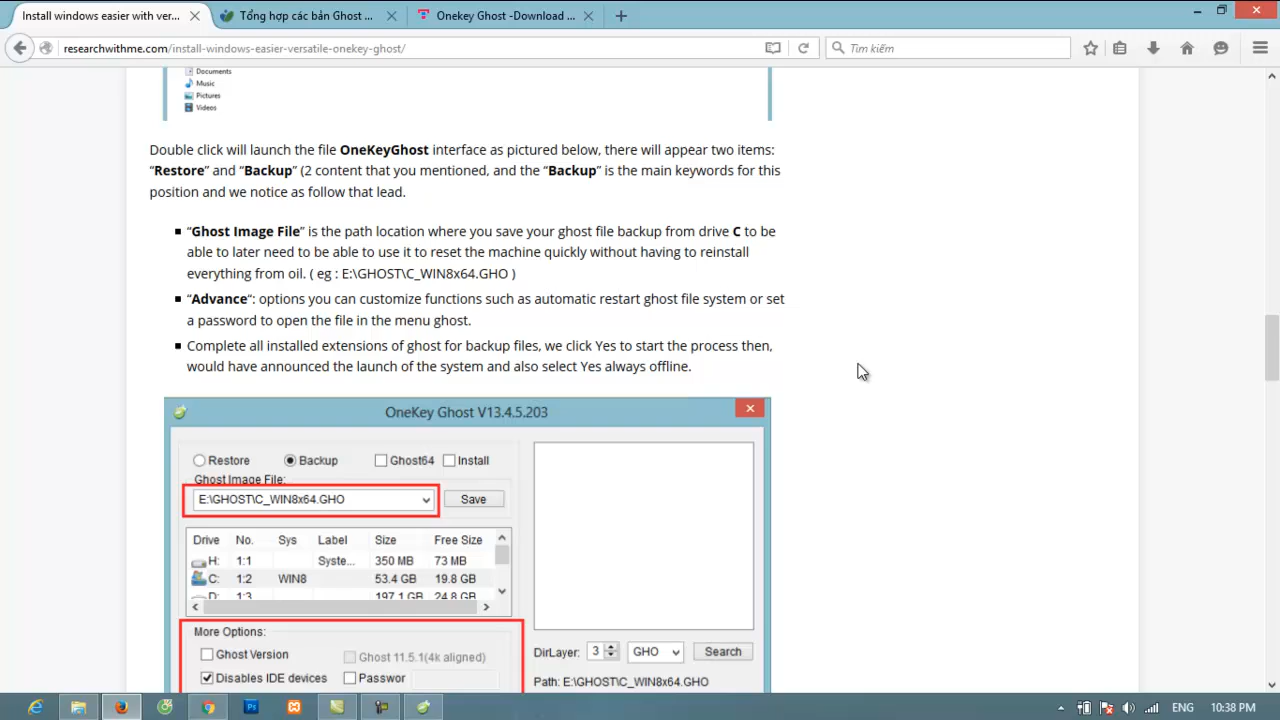 Install windows easier with ver...
Tổng hợp các bản Ghost ...
Onekey Ghost -Download ...
researchwithme.com/install-windows-easier-versatile-onekey-ghost/
Tìm kiếm
Documents
Music
Pictures
Videos
Double click will launch the file OneKeyGhost interface as pictured below, there will appear two items:
“Restore” and “Backup” (2 content that you mentioned, and the “Backup” is the main keywords for this
position and we notice as follow that lead.
“Ghost Image File” is the path location where you save your ghost file backup from drive C to be
able to later need to be able to use it to reset the machine quickly without having to reinstall
everything from oil. ( eg : E:\GHOST\C_WIN8x64.GHO )
“Advance“: options you can customize functions such as automatic restart ghost file system or set
a password to open the file in the menu ghost.
Complete all installed extensions of ghost for backup files, we click Yes to start the process then,
would have announced the launch of the system and also select Yes always offline.
OneKey Ghost V13.4.5.203
Restore Backup Ghost64 Install
Ghost Image File:
E:\GHOST\C_WIN8x64.GHO Save
Drive No. Sys Label Size Free Size
H: 1:1 Syste... 350 MB 73 MB
C: 1:2 WIN8 53.4 GB 19.8 GB
D: 1:3 197.1 GB 24.8 GB
More Options:
Ghost Version Ghost 11.5.1(4k aligned)
Disables IDE devices Passwor
DirLayer: 3 GHO Search
Path: E:\GHOST\C_WIN8x64.GHO
ENG 10:38 PM